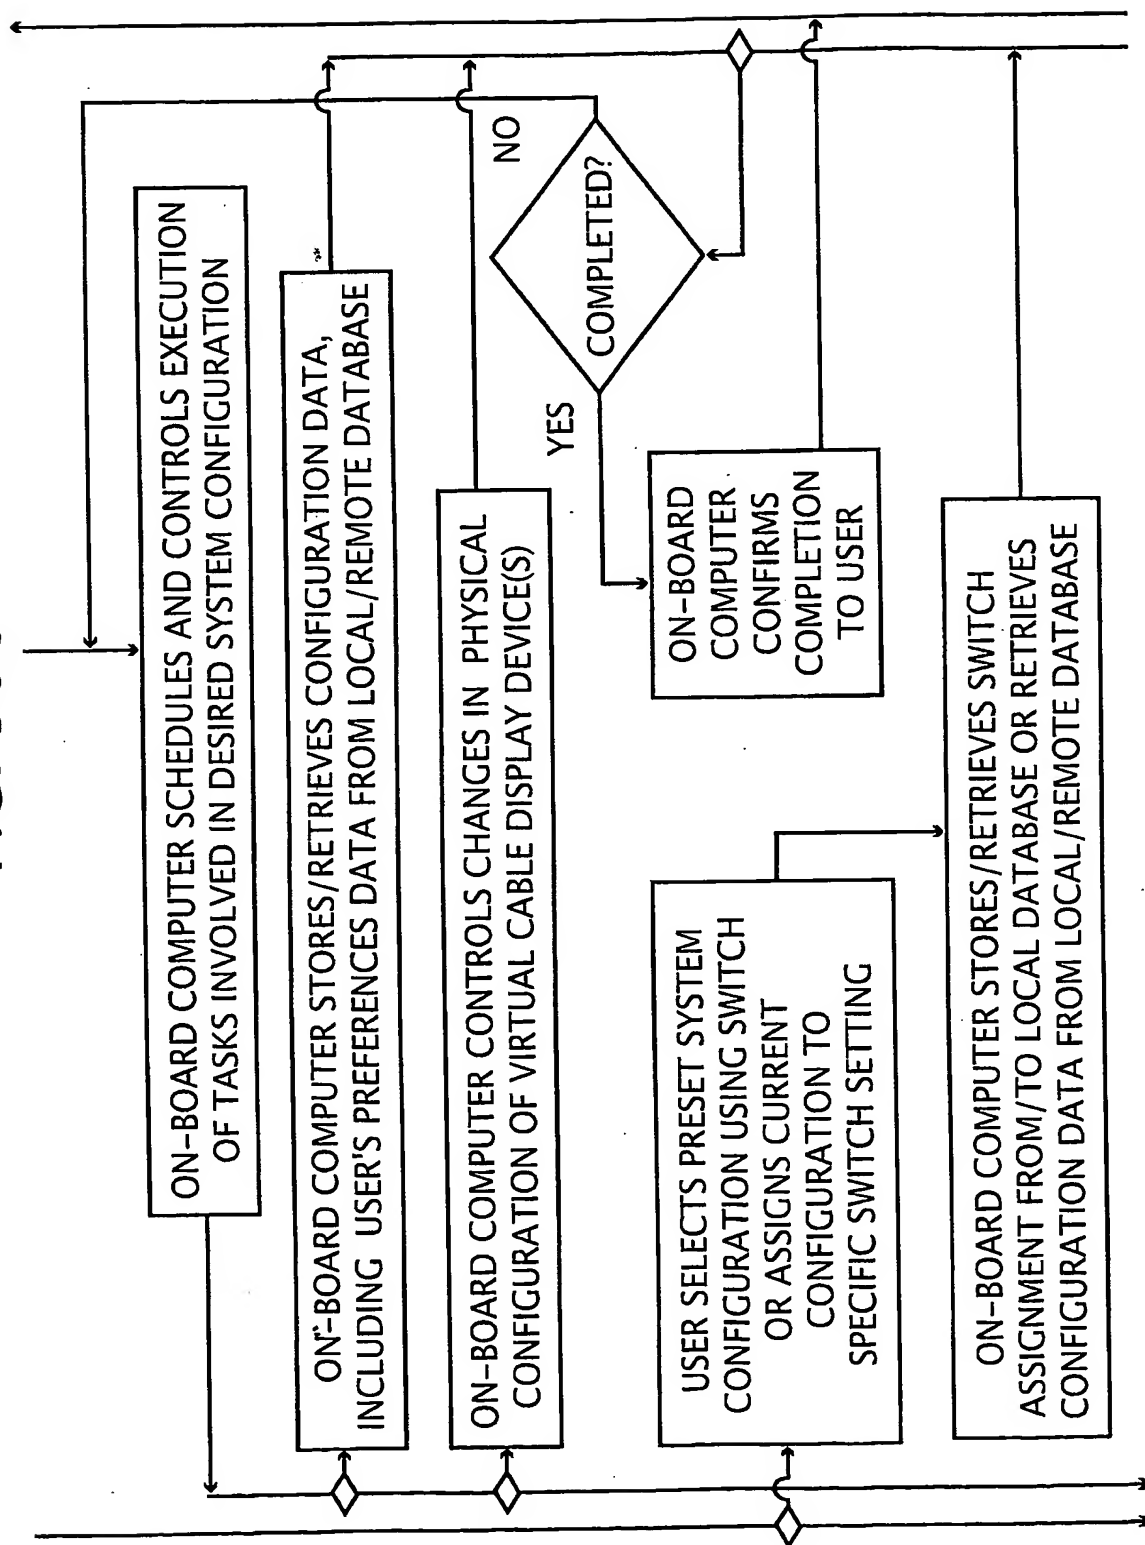 ON-BOARD COMPUTER SCHEDULES AND CONTROLS EXECUTION
OF TASKS INVOLVED IN DESIRED SYSTEM CONFIGURATION
ON-BOARD COMPUTER STORES/RETRIEVES CONFIGURATION DATA,
INCLUDING USER'S PREFERENCES DATA FROM LOCAL/REMOTE DATABASE
ON-BOARD COMPUTER CONTROLS CHANGES IN PHYSICAL
CONFIGURATION OF VIRTUAL CABLE DISPLAY DEVICE(S)
NO
COMPLETED?
YES
ON-BOARD
COMPUTER
CONFIRMS
COMPLETION
TO USER
USER SELECTS PRESET SYSTEM
CONFIGURATION USING SWITCH
OR ASSIGNS CURRENT
CONFIGURATION TO
SPECIFIC SWITCH SETTING
ON-BOARD COMPUTER STORES/RETRIEVES SWITCH
ASSIGNMENT FROM/TO LOCAL DATABASE OR RETRIEVES
CONFIGURATION DATA FROM LOCAL/REMOTE DATABASE